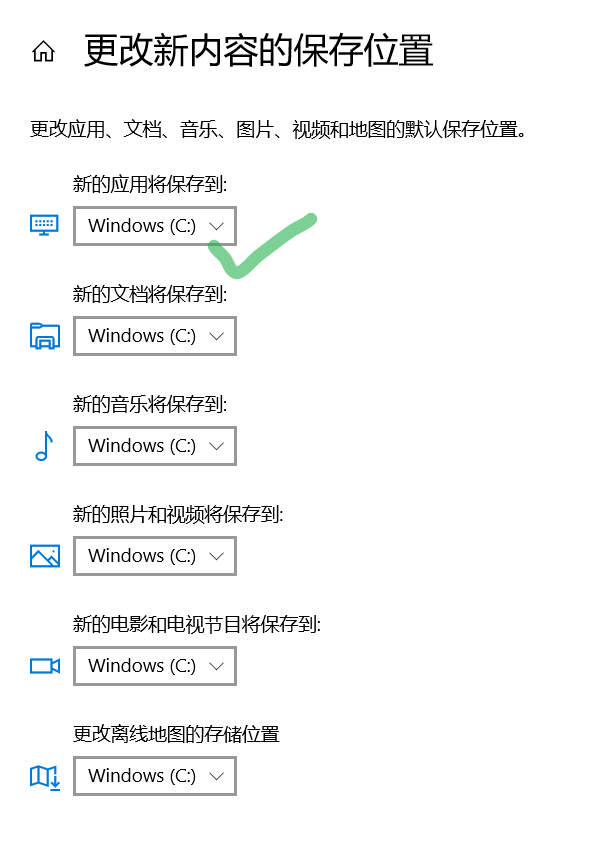 更改新内容的保存位置
更改应用、文档、音乐、图片、视频和地图的默认保存位置。
新的应用将保存到:
Windows (C:)
新的文档将保存到:
Windows (C:)
新的音乐将保存到:
Windows (C:)
新的照片和视频将保存到:
Windows (C:)
新的电影和电视节目将保存到:
Windows (C:)
更改离线地图的存储位置
Windows (C:)